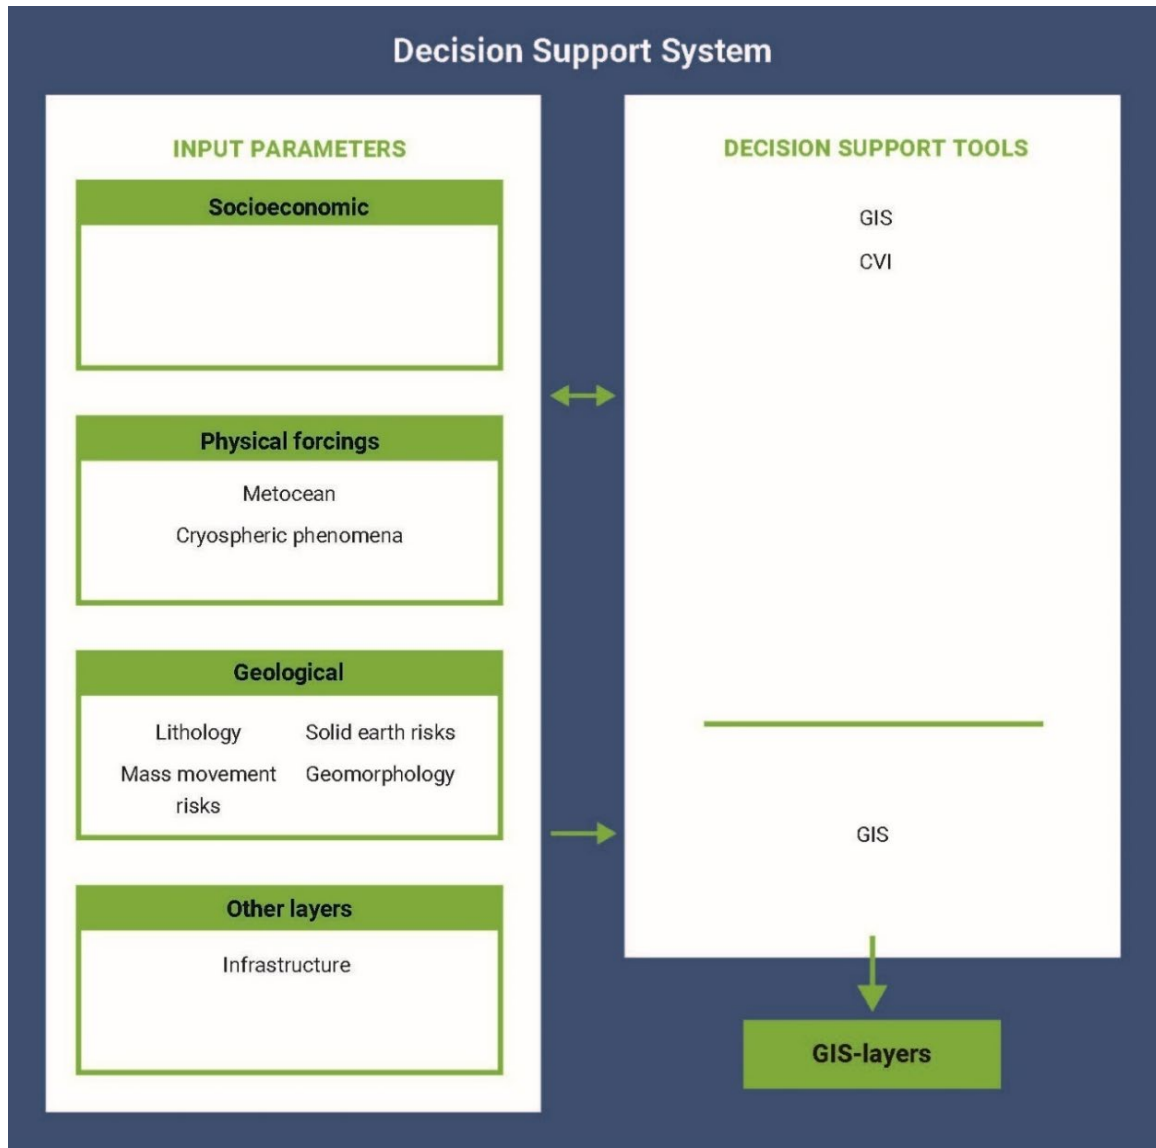 Decision Support System
INPUT PARAMETERS
Socioeconomic
Physical forcings
Metocean
Cryospheric phenomena
Geological
Lithology
Solid earth risks
Mass movement
risks
Geomorphology
Other layers
Infrastructure
DECISION SUPPORT TOOLS
GIS
CVI
GIS
GIS-layers